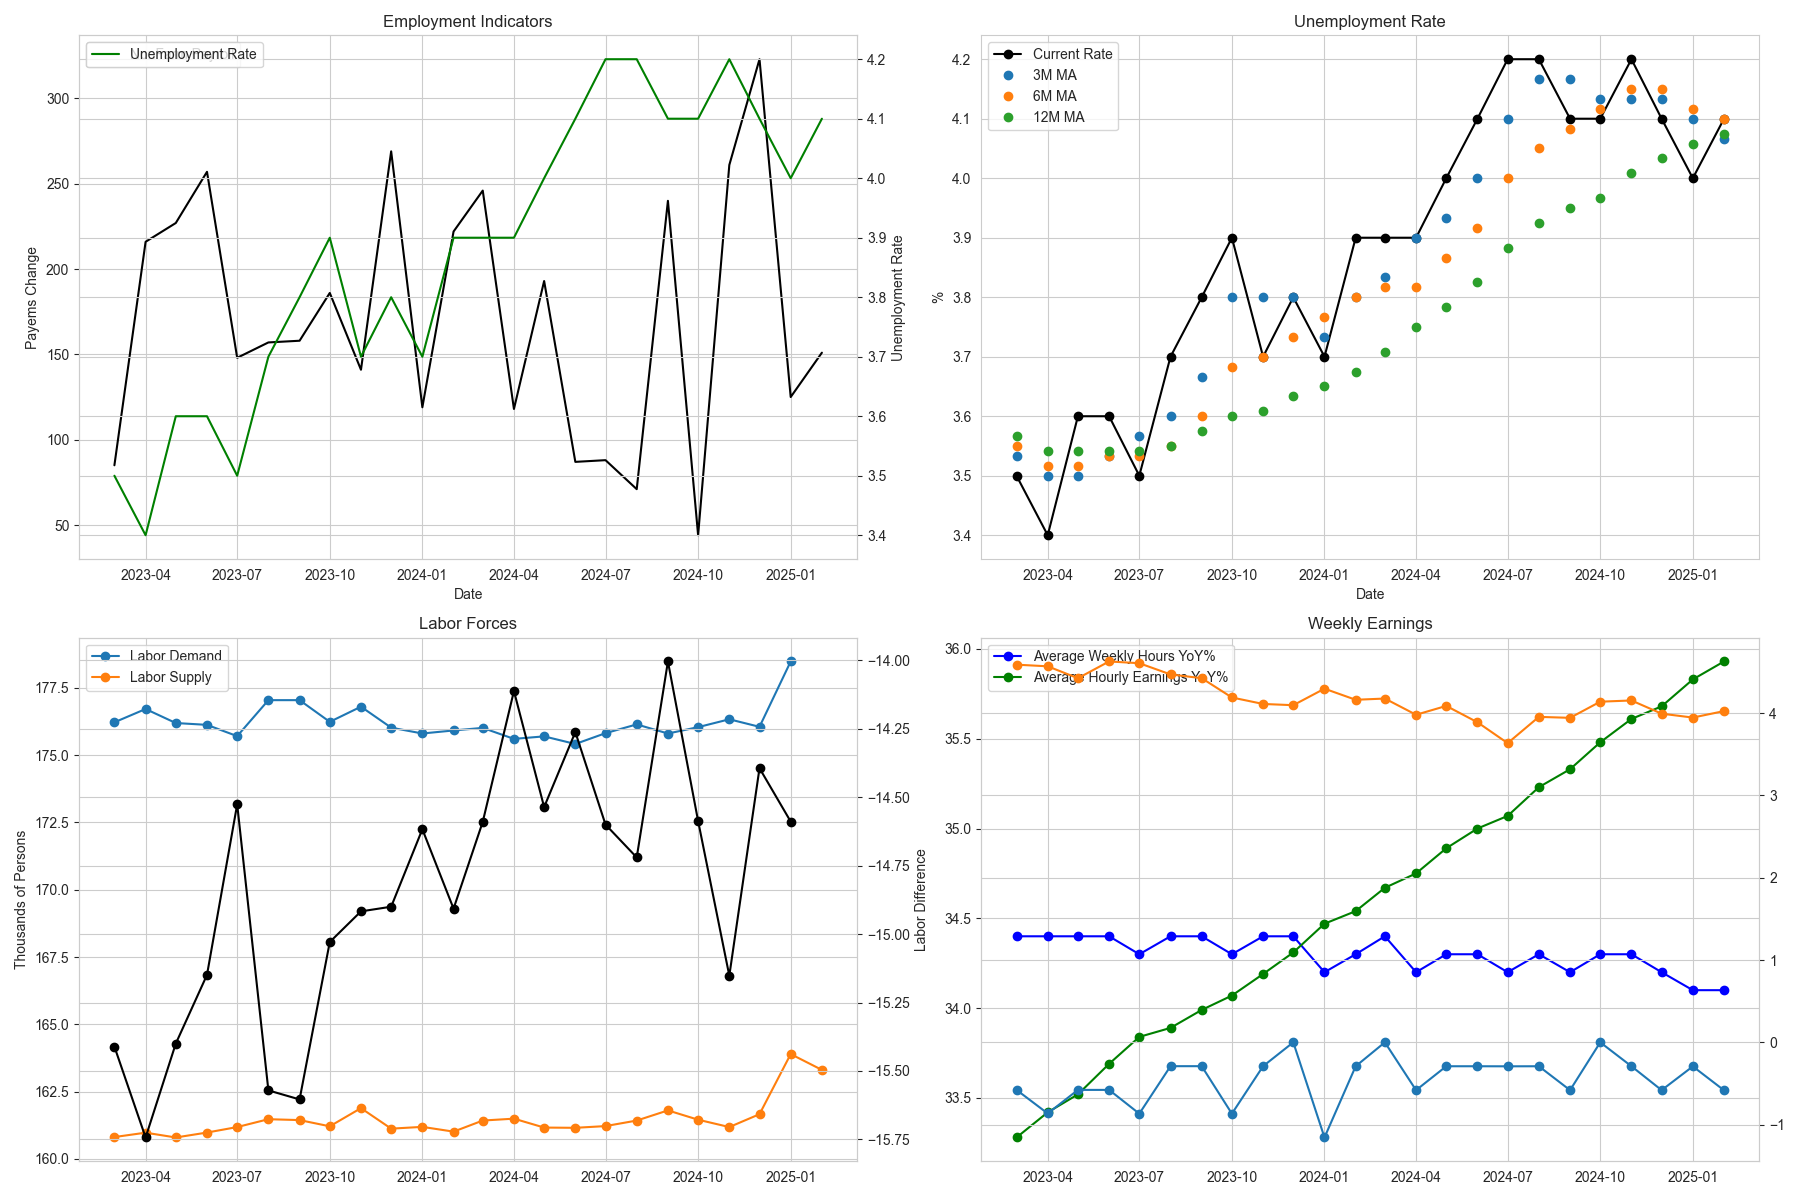 Employment Indicators
Unemployment Rate
300
250
200
150
100
50
Payems Change
4.2
4.1
4.0
3.9
3.8
3.7
3.6
3.5
3.4
Unemployment Rate
2023-04 2023-07 2023-10 2024-01 2024-04 2024-07 2024-10 2025-01
Date
Unemployment Rate
Current Rate
3M MA
6M MA
12M MA
4.2
4.1
4.0
3.9
3.8
3.7
3.6
3.5
3.4
%
2023-04 2023-07 2023-10 2024-01 2024-04 2024-07 2024-10 2025-01
Date
Labor Forces
Labor Demand
Labor Supply
177.5
175.0
172.5
170.0
167.5
165.0
162.5
160.0
Thousands of Persons
−14.00
−14.25
−14.50
−14.75
−15.00
−15.25
−15.50
−15.75
Labor Difference
2023-04 2023-07 2023-10 2024-01 2024-04 2024-07 2024-10 2025-01
Weekly Earnings
Average Weekly Hours YoY%
Average Hourly Earnings YoY%
36.0
35.5
35.0
34.5
34.0
33.5
4
3
2
1
0
−1
2023-04 2023-07 2023-10 2024-01 2024-04 2024-07 2024-10 2025-01